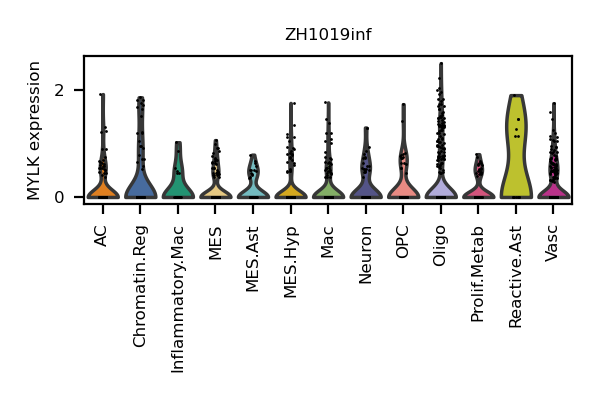 ZH1019inf
MYLK expression
2
0
AC
Chromatin.Reg
Inflammatory.Mac
MES
MES.Ast
MES.Hyp
Mac
Neuron
OPC
Oligo
Prolif.Metab
Reactive.Ast
Vasc